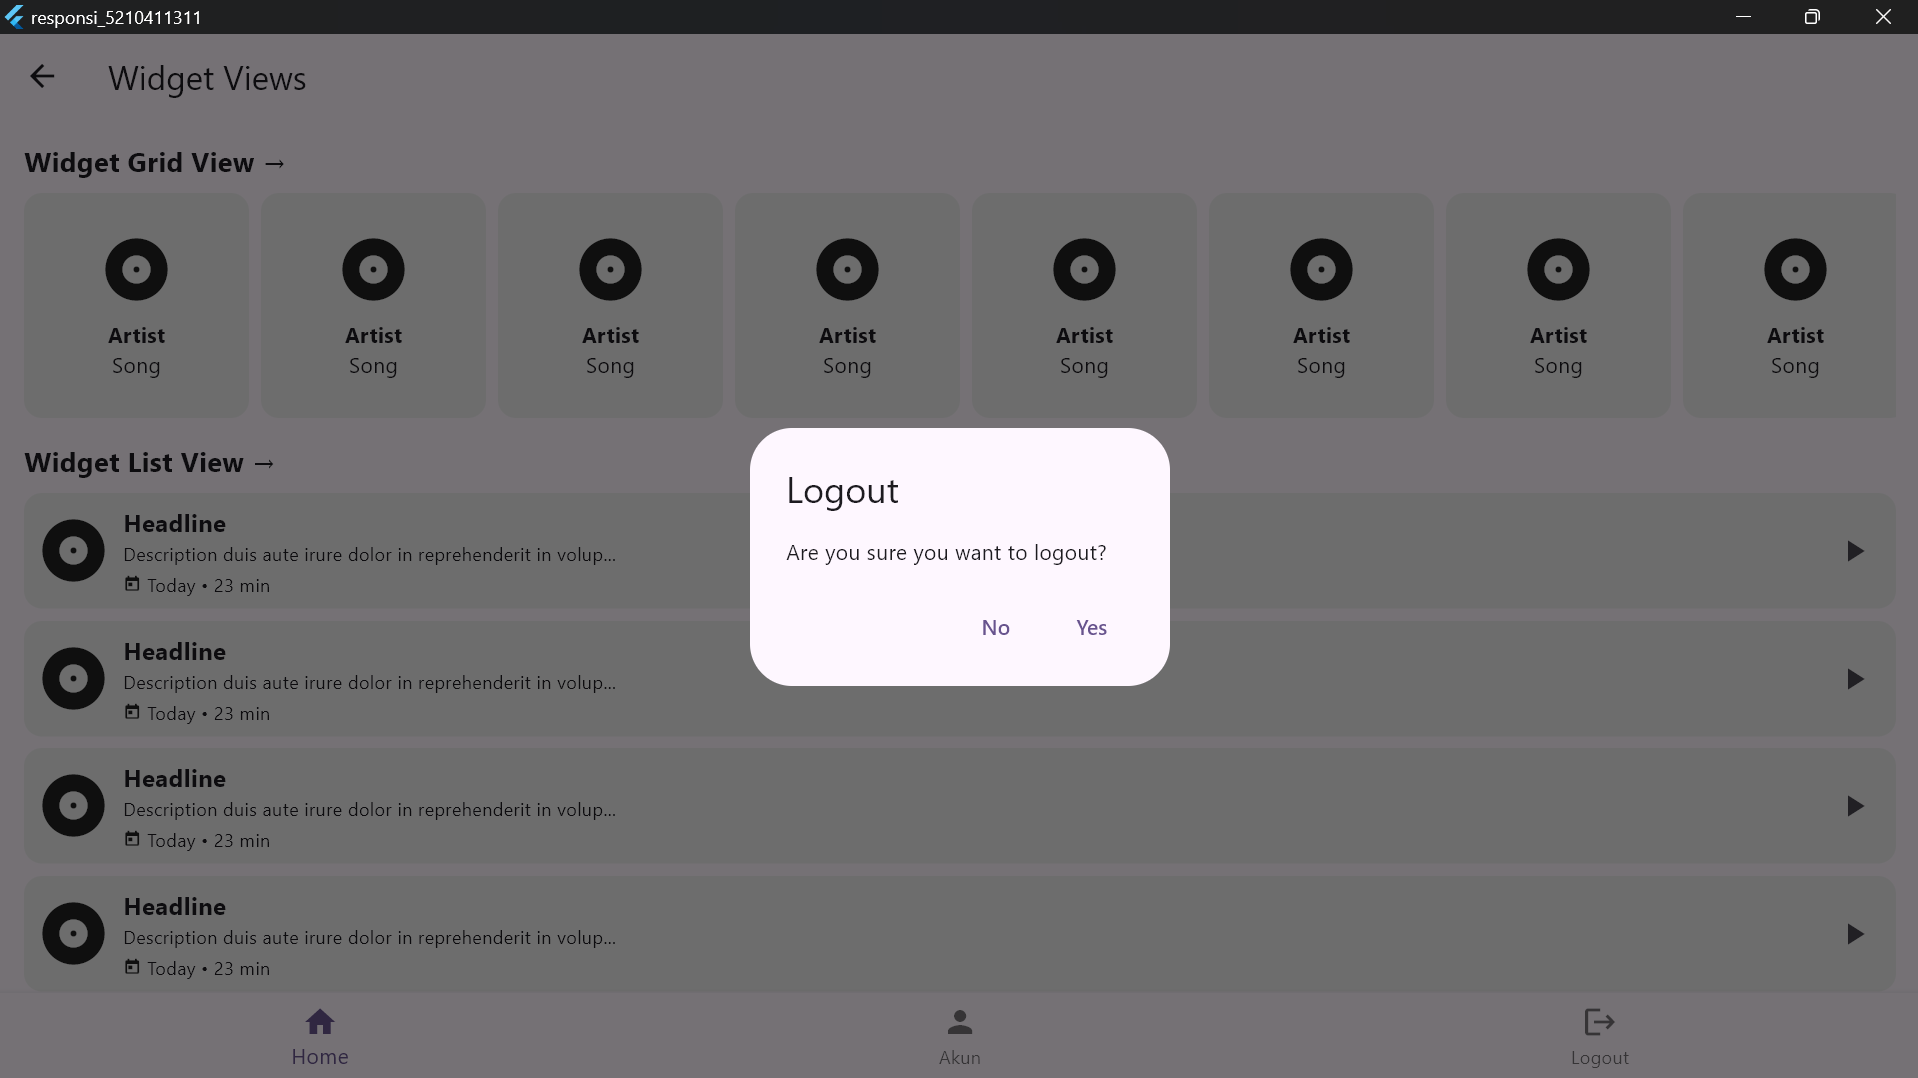 responsi_5210411311
Widget Views
Widget Grid View →
Artist Artist Artist Artist Artist Artist Artist Artist
Song Song Song Song Song Song Song Song
Widget List View →
Headline
Description duis aute irure dolor in reprehenderit in volup...
Today • 23 min
Headline
Description duis aute irure dolor in reprehenderit in volup...
Today • 23 min
Headline
Description duis aute irure dolor in reprehenderit in volup...
Today • 23 min
Headline
Description duis aute irure dolor in reprehenderit in volup...
Today • 23 min
Logout
Are you sure you want to logout?
No Yes
Home Akun Logout